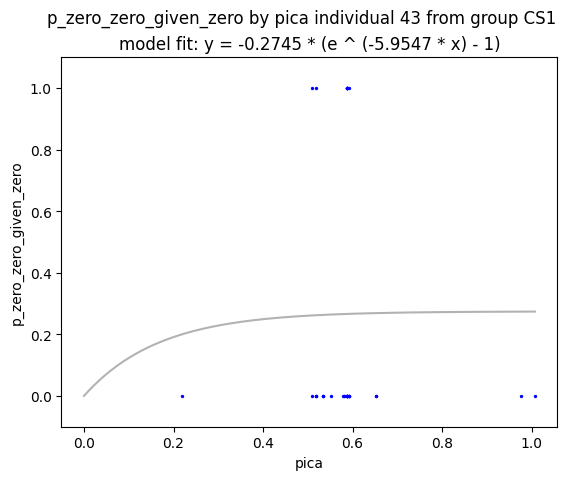 p_zero_zero_given_zero by pica individual 43 from group CS1
model fit: y = -0.2745 * (e ^ (-5.9547 * x) - 1)
1.0
0.8
0.6
0.4
0.2
0.0
p_zero_zero_given_zero
0.0 0.2 0.4 0.6 0.8 1.0
pica